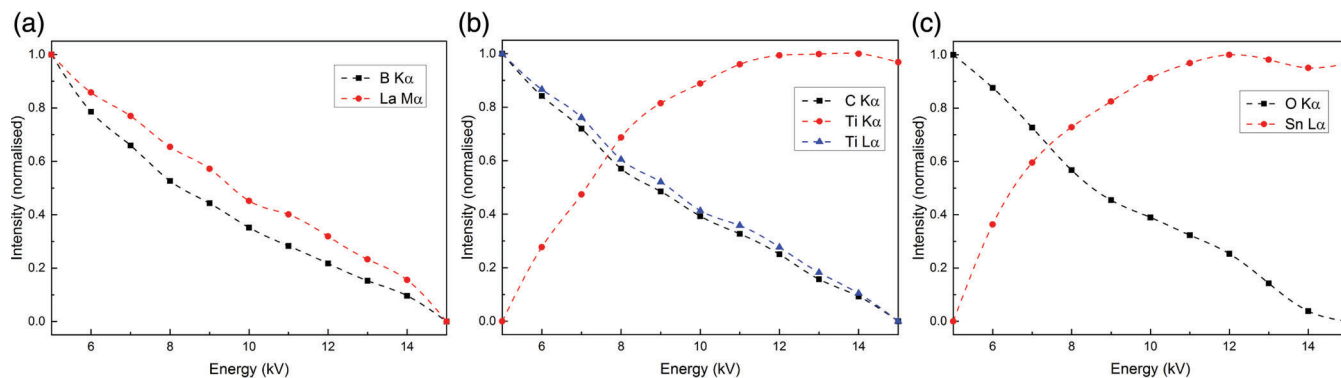 (a)
Intensity (normalised)
1.0
0.8
0.6
0.4
0.2
0.0
B Kα
La Mα
6 8 10 12 14
Energy (kV)
(b)
Intensity (normalised)
1.0
0.8
0.6
0.4
0.2
0.0
C Kα
Ti Kα
Ti Lα
6 8 10 12 14
Energy (kV)
(c)
Intensity (normalised)
1.0
0.8
0.6
0.4
0.2
0.0
O Kα
Sn Lα
6 8 10 12 14
Energy (kV)